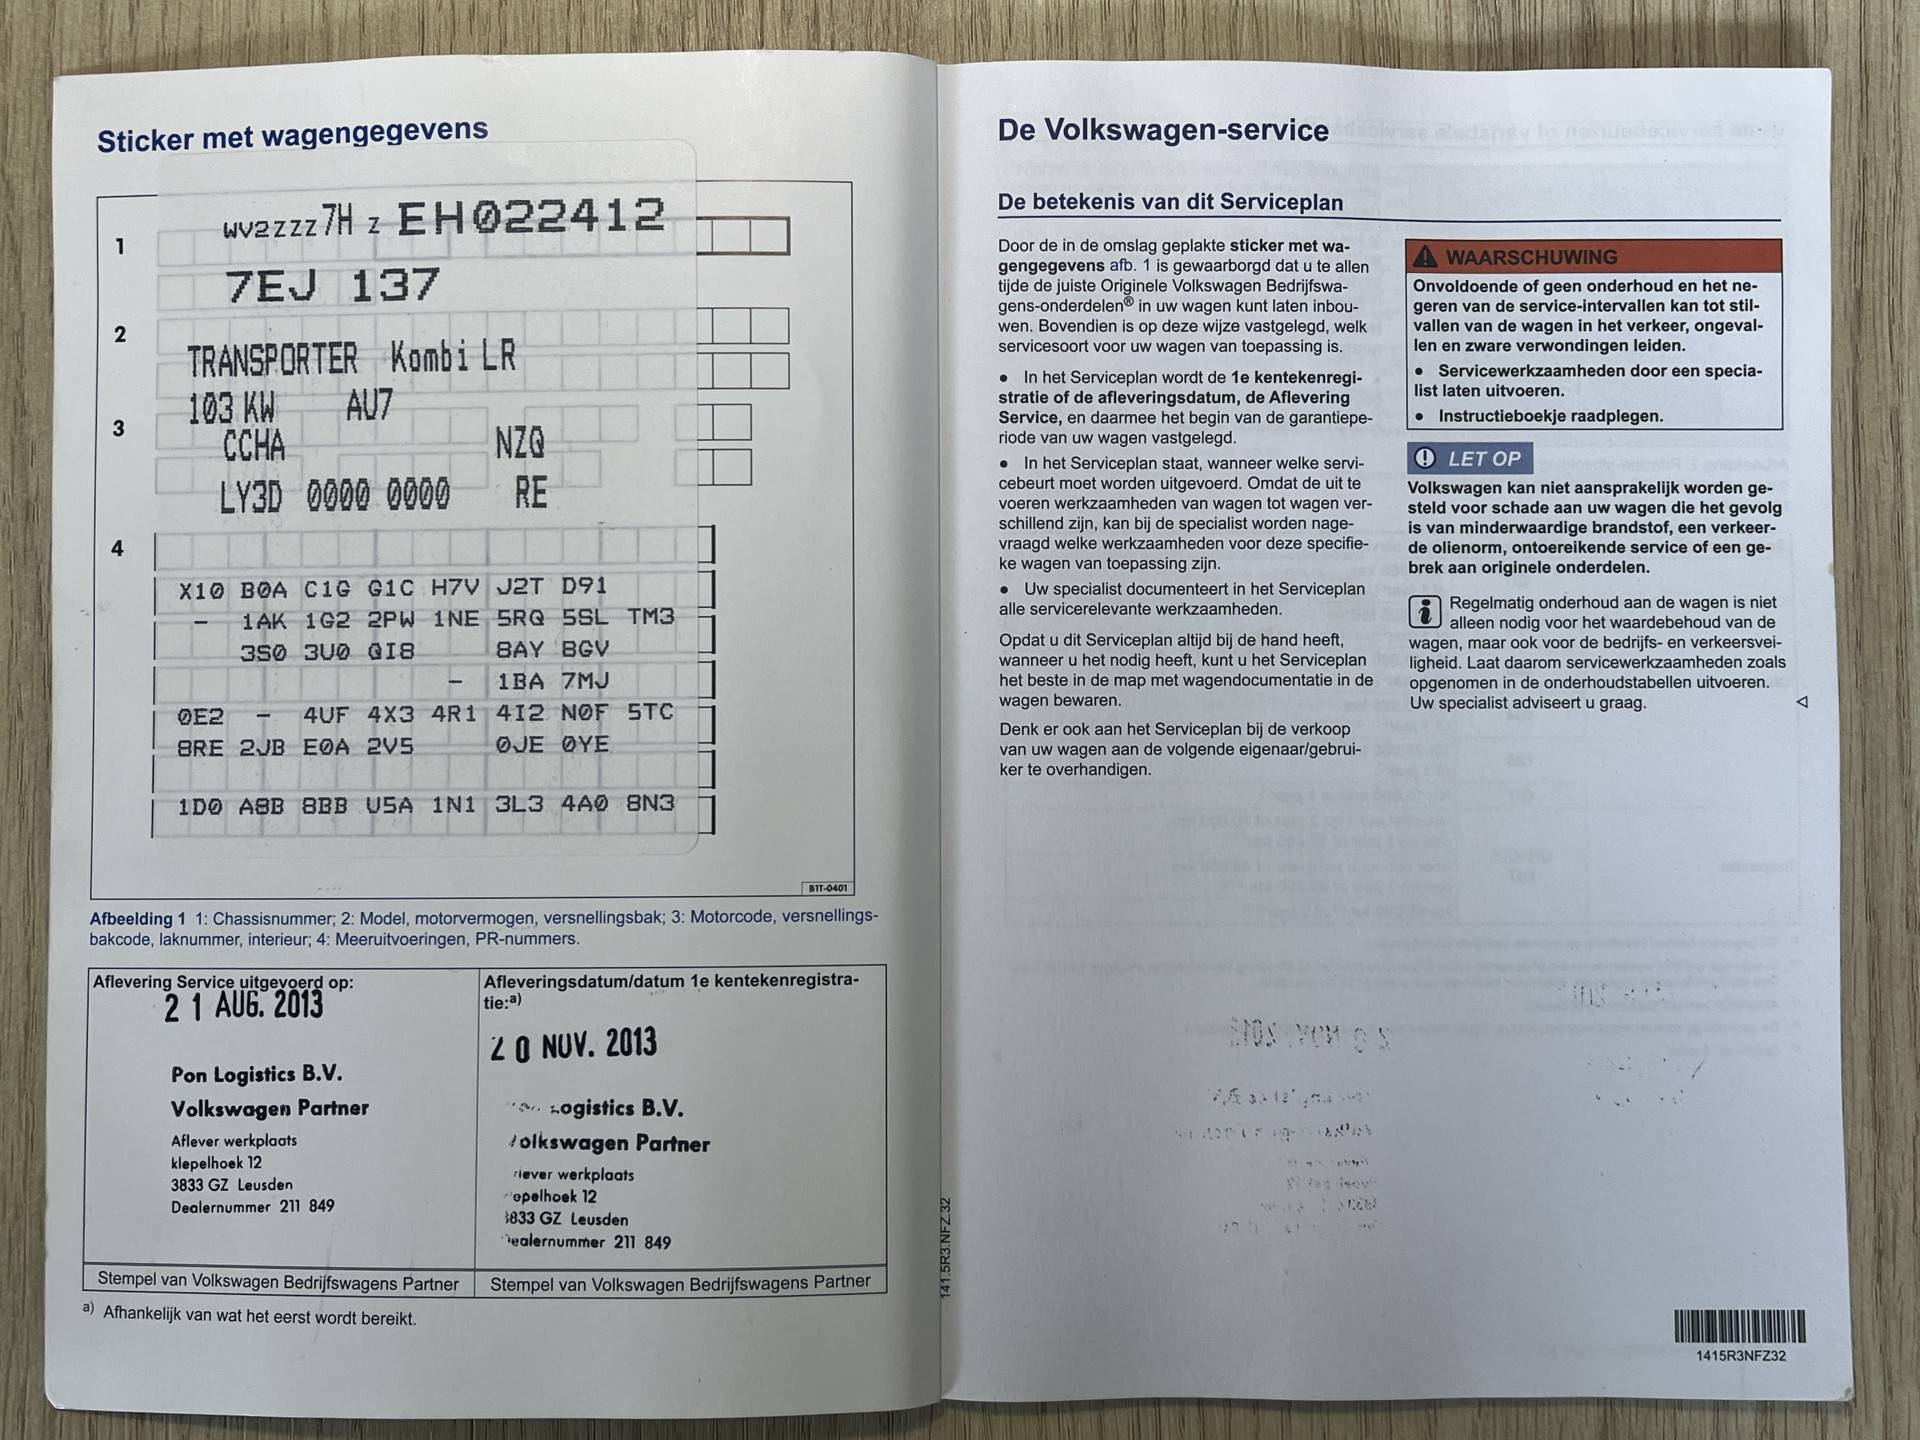 Sticker met wagengegevens
1
WV2ZZZ7H Z EH022412
7EJ 137
2
TRANSPORTER Kombi LR
103 KW AU7
3
CCHA NZQ
LY3D 0000 0000 RE
4
X10 B0A C1G G1C H7V J2T D91
- 1AK 1G2 2PW 1NE 5RQ 5SL TM3
3S0 3U0 QI8 8AY 8GV
- 1BA 7MJ
0E2 - 4UF 4X3 4R1 4I2 N0F 5TC
8RE 2JB E0A 2V5 0JE 0YE
1D0 A8B 8BB U5A 1N1 3L3 4A0 8N3
B1T-0401
Afbeelding 1 1: Chassisnummer; 2: Model, motorvermogen, versnellingsbak; 3: Motorcode, versnellings-
bakcode, laknummer, interieur; 4: Meeruitvoeringen, PR-nummers.
Aflevering Service uitgevoerd op:
21 AUG. 2013
Pon Logistics B.V.
Volkswagen Partner
Aflever werkplaats
klepelhoek 12
3833 GZ Leusden
Dealernummer 211 849
Stempel van Volkswagen Bedrijfswagens Partner
Afleveringsdatum/datum 1e kentekenregistra-
tie:a)
20 NOV. 2013
Logistics B.V.
Volkswagen Partner
werkplaats
12
3833 GZ Leusden
Dealernummer 211 849
Stempel van Volkswagen Bedrijfswagens Partner
a) Afhankelijk van wat het eerst wordt bereikt.
141.5R3.NFZ.32
De Volkswagen-service
De betekenis van dit Serviceplan
Door de in de omslag geplakte sticker met wa-
gengegevens afb. 1 is gewaarborgd dat u te allen
tijde de juiste Originele Volkswagen Bedrijfswa-
gens-onderdelen® in uw wagen kunt laten inbou-
wen. Bovendien is op deze wijze vastgelegd, welk
servicesoort voor uw wagen van toepassing is.
● In het Serviceplan wordt de 1e kentekenregi-
stratie of de afleveringsdatum, de Aflevering
Service, en daarmee het begin van de garantiepe-
riode van uw wagen vastgelegd.
● In het Serviceplan staat, wanneer welke servi-
cebeurt moet worden uitgevoerd. Omdat de uit te
voeren werkzaamheden van wagen tot wagen ver-
schillend zijn, kan bij de specialist worden nage-
vraagd welke werkzaamheden voor deze specifie-
ke wagen van toepassing zijn.
● Uw specialist documenteert in het Serviceplan
alle servicerelevante werkzaamheden.
Opdat u dit Serviceplan altijd bij de hand heeft,
wanneer u het nodig heeft, kunt u het Serviceplan
het beste in de map met wagendocumentatie in de
wagen bewaren.
Denk er ook aan het Serviceplan bij de verkoop
van uw wagen aan de volgende eigenaar/gebrui-
ker te overhandigen.
WAARSCHUWING
Onvoldoende of geen onderhoud en het ne-
geren van de service-intervallen kan tot stil-
vallen van de wagen in het verkeer, ongeval-
len en zware verwondingen leiden.
● Servicewerkzaamheden door een specia-
list laten uitvoeren.
● Instructieboekje raadplegen.
LET OP
Volkswagen kan niet aansprakelijk worden ge-
steld voor schade aan uw wagen die het gevolg
is van minderwaardige brandstof, een verkeer-
de olienorm, ontoereikende service of een ge-
brek aan originele onderdelen.
Regelmatig onderhoud aan de wagen is niet
alleen nodig voor het waardebehoud van de
wagen, maar ook voor de bedrijfs- en verkeersvei-
ligheid. Laat daarom servicewerkzaamheden zoals
opgenomen in de onderhoudstabellen uitvoeren.
Uw specialist adviseert u graag.
1415R3NFZ32